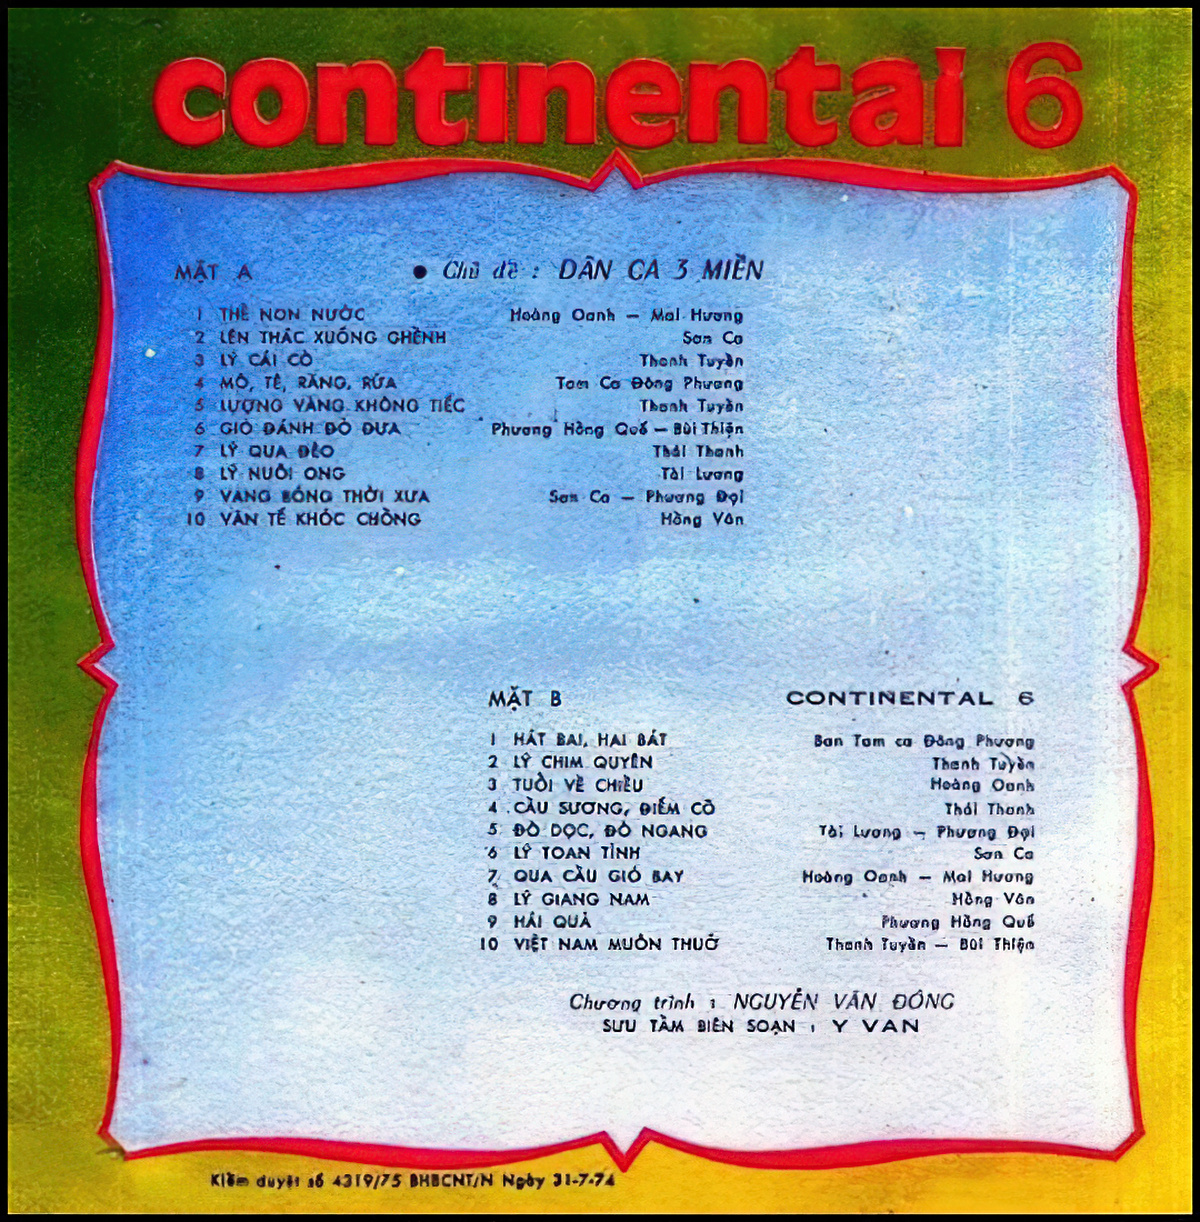 continental 6
MẶT A ● Chủ đề : DÂN CA 3 MIỀN
1 THỀ NON NƯỚC Hoàng Oanh — Mai Hương
2 LÊN THÁC XUỐNG GHỀNH Sơn Ca
3 LÝ CÁI CÒ Thanh Tuyền
4 MÔ, TÊ, RĂNG, RỨA Tam Ca Đông Phương
5 LƯỢNG VÀNG KHÔNG TIẾC Thanh Tuyền
6 GIÓ ĐÁNH ĐÒ ĐƯA Phương Hồng Quế — Bùi Thiện
7 LÝ QUA ĐÈO Thái Thanh
8 LÝ NUÔI ONG Tài Lương
9 VANG BÓNG THỜI XƯA Sơn Ca — Phương Đại
10 VĂN TẾ KHÓC CHỒNG Hồng Vân
MẶT B CONTINENTAL 6
1 HÁT BAI, HAI BÁT Ban Tam ca Đông Phương
2 LÝ CHIM QUYÊN Thanh Tuyền
3 TUỔI VỀ CHIỀU Hoàng Oanh
4 CẦU SƯƠNG, ĐIẾM CỎ Thái Thanh
5 ĐÒ DỌC, ĐÒ NGANG Tài Lương — Phương Đại
6 LÝ TOAN TÌNH Sơn Ca
7 QUA CẦU GIÓ BAY Hoàng Oanh — Mai Hương
8 LÝ GIANG NAM Hồng Vân
9 HÁI QUẢ Phương Hồng Quế
10 VIỆT NAM MUÔN THUỞ Thanh Tuyền — Bùi Thiện
Chương trình : NGUYỄN VĂN ĐÔNG
SƯU TẦM BIÊN SOẠN : Y VAN
Kiểm duyệt số 4319/75 BHBCNT/N Ngày 31-7-74